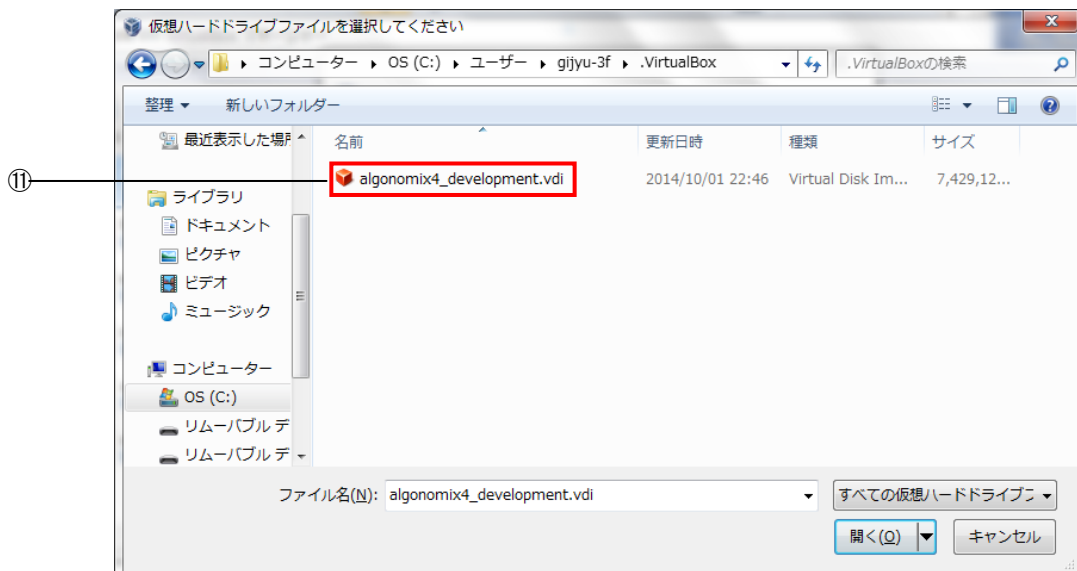 仮想ハードドライブファイルを選択してください
コンピューター ▸ OS (C:) ▸ ユーザー ▸ gijyu-3f ▸ .VirtualBox
.VirtualBoxの検索
整理 新しいフォルダー
最近表示した場所
名前 更新日時 種類 サイズ
⑪ algonomix4_development.vdi 2014/10/01 22:46 Virtual Disk Im... 7,429,12...
ライブラリ
ドキュメント
ピクチャ
ビデオ
ミュージック
コンピューター
OS (C:)
リムーバブル デ
リムーバブル デ
ファイル名(N): algonomix4_development.vdi
すべての仮想ハードドライブフ
開く(O) キャンセル